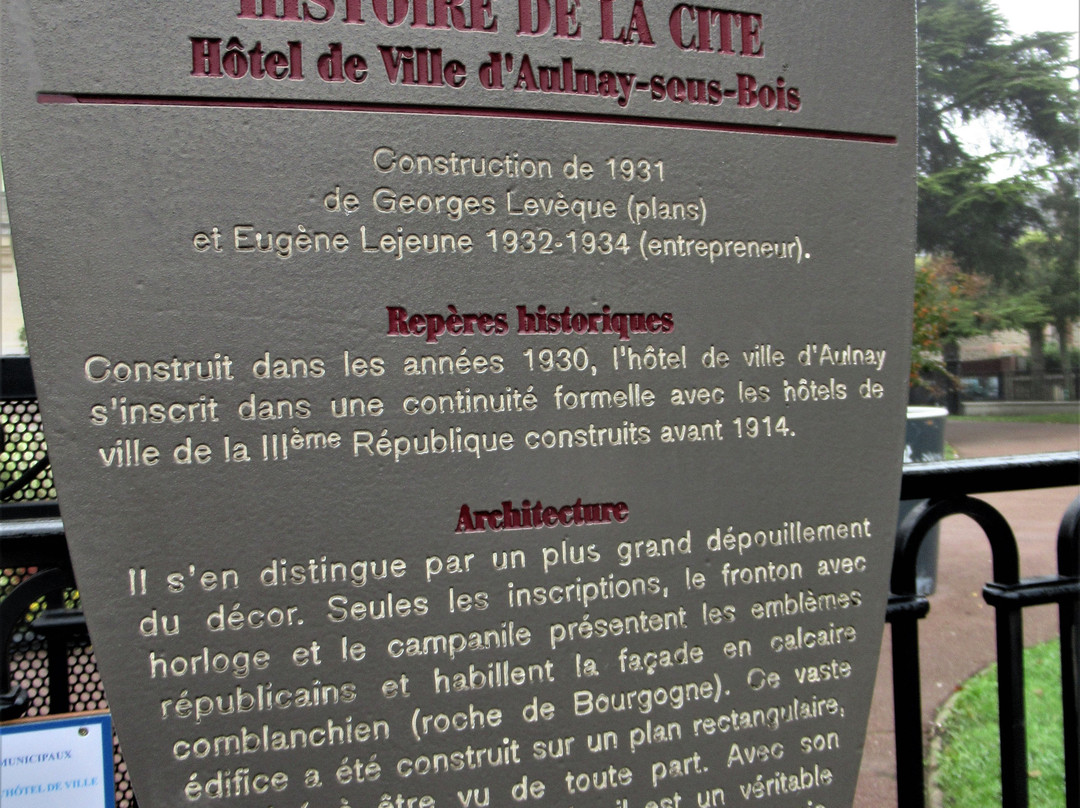 HISTOIRE DE LA CITE
Hôtel de Ville d'Aulnay-sous-Bois
Construction de 1931
de Georges Levèque (plans)
et Eugène Lejeune 1932-1934 (entrepreneur).
Repères historiques
Construit dans les années 1930, l'hôtel de ville d'Aulnay
s'inscrit dans une continuité formelle avec les hôtels de
ville de la IIIème République construits avant 1914.
Architecture
Il s'en distingue par un plus grand dépouillement
du décor. Seules les inscriptions, le fronton avec
horloge et le campanile présentent les emblèmes
républicains et habillent la façade en calcaire
comblanchien (roche de Bourgogne). Ce vaste
édifice a été construit sur un plan rectangulaire,
à être vu de toute part. Avec son
il est un véritable
MUNICIPAUX
L'HÔTEL DE VILLE